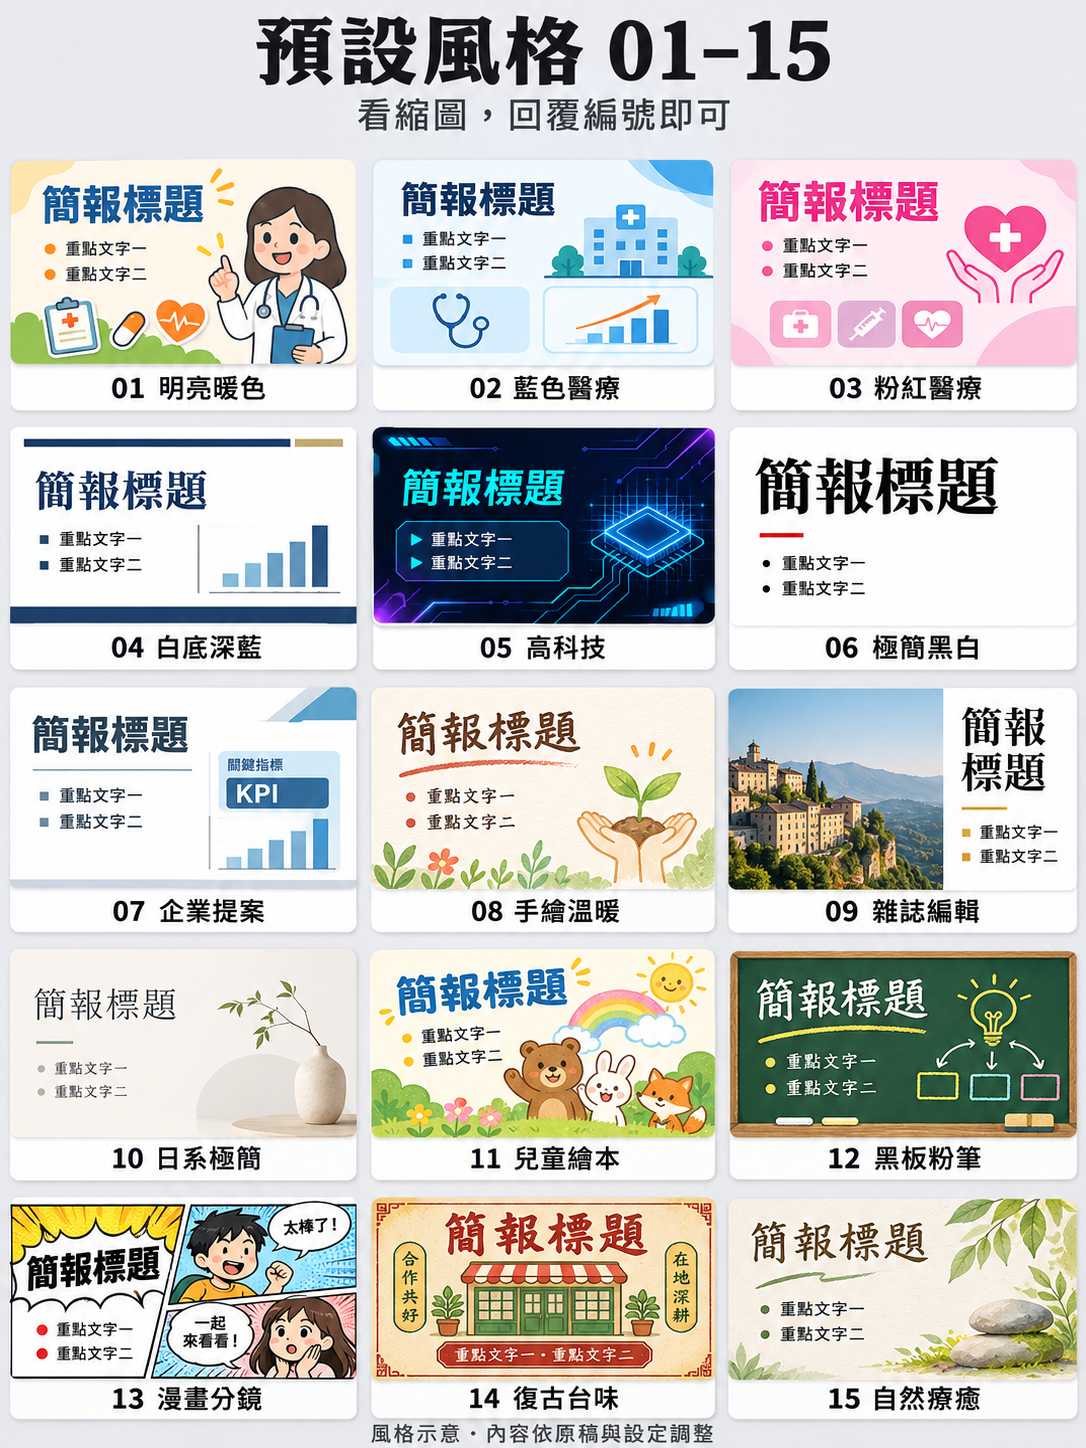 預設風格 01–15
看縮圖，回覆編號即可
簡報標題
重點文字一
重點文字二
01 明亮暖色
簡報標題
重點文字一
重點文字二
02 藍色醫療
簡報標題
重點文字一
重點文字二
03 粉紅醫療
簡報標題
重點文字一
重點文字二
04 白底深藍
簡報標題
重點文字一
重點文字二
05 高科技
簡報標題
重點文字一
重點文字二
06 極簡黑白
簡報標題
重點文字一
重點文字二
關鍵指標
KPI
07 企業提案
簡報標題
重點文字一
重點文字二
08 手繪溫暖
簡報
標題
重點文字一
重點文字二
09 雜誌編輯
簡報標題
重點文字一
重點文字二
10 日系極簡
簡報標題
重點文字一
重點文字二
11 兒童繪本
簡報標題
重點文字一
重點文字二
12 黑板粉筆
簡報標題
重點文字一
重點文字二
太棒了！
一起
來看看！
13 漫畫分鏡
簡報標題
合作共好
在地深耕
重點文字一・重點文字二
14 復古台味
簡報標題
重點文字一
重點文字二
15 自然療癒
風格示意・內容依原稿與設定調整